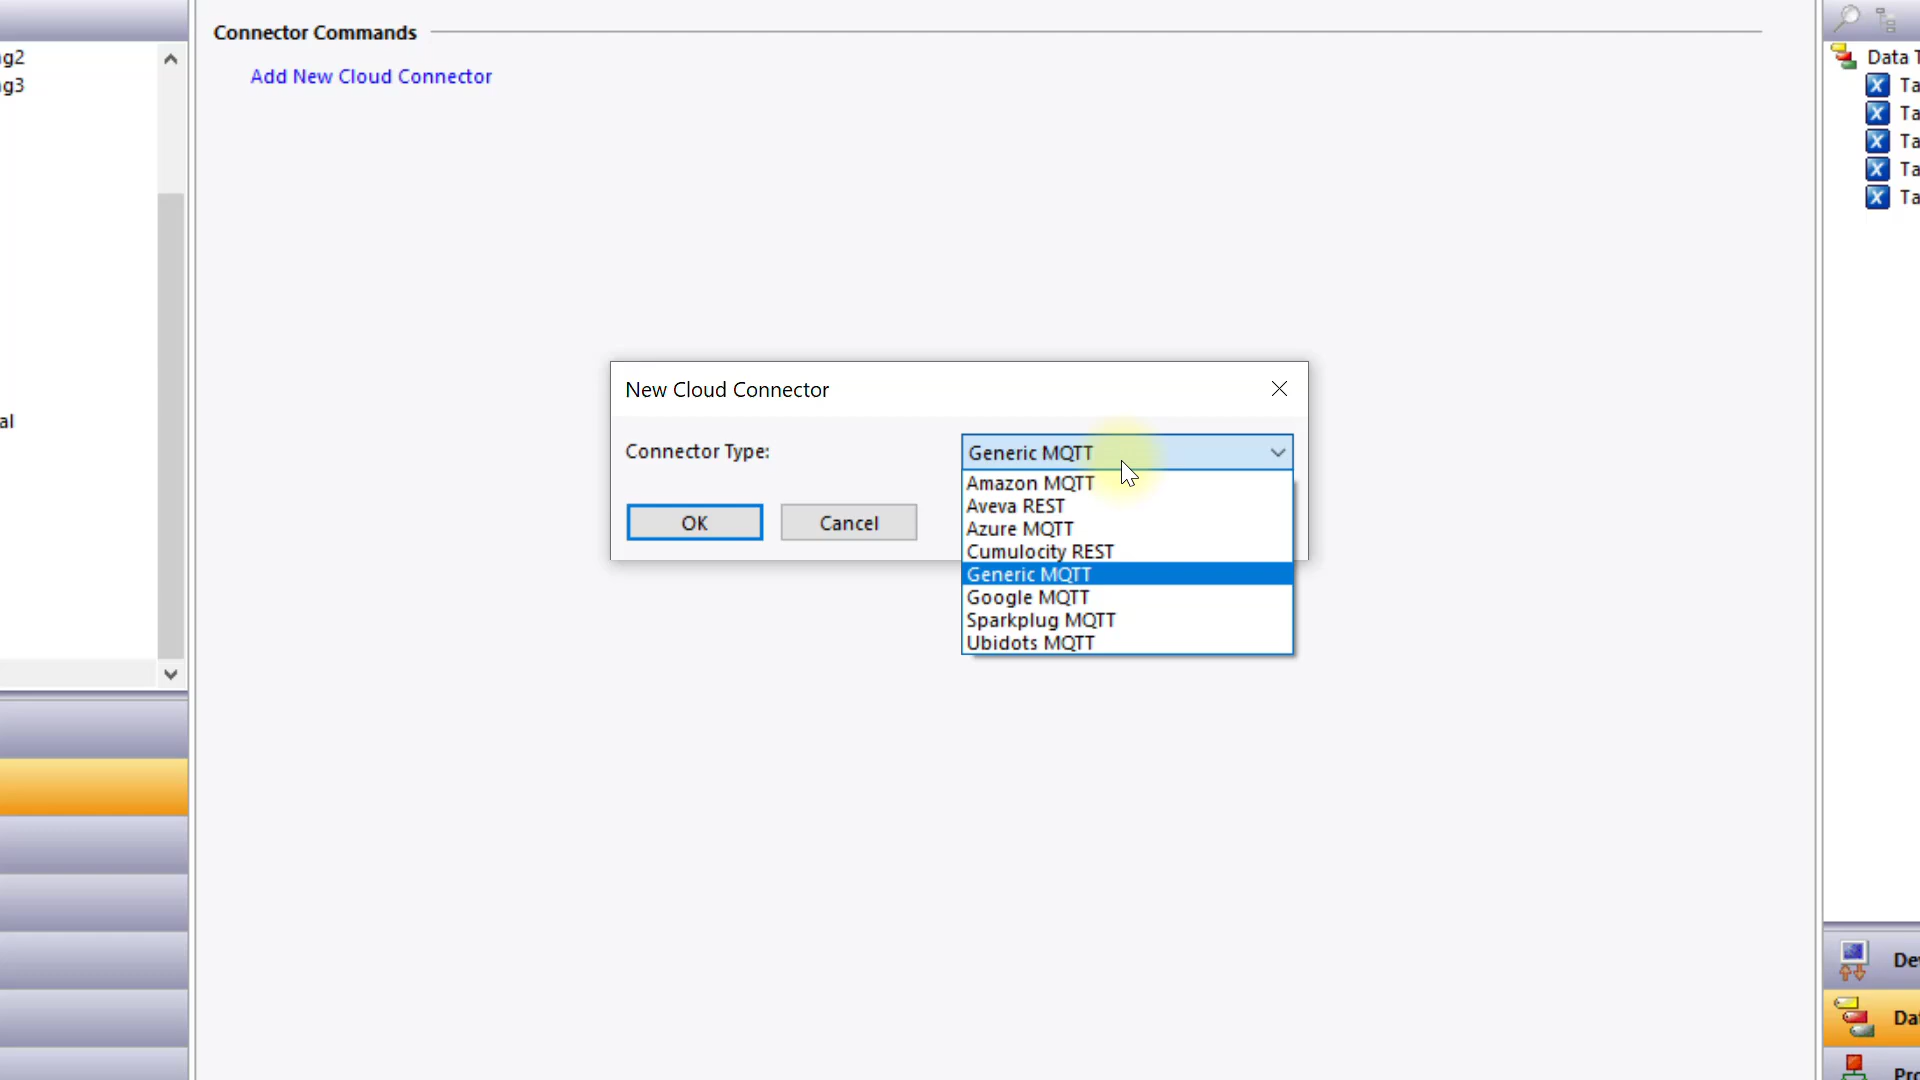 Connector Commands
Add New Cloud Connector
g2
g3
al
New Cloud Connector
Connector Type:
Generic MQTT
OK
Cancel
Amazon MQTT
Aveva REST
Azure MQTT
Cumulocity REST
Generic MQTT
Google MQTT
Sparkplug MQTT
Ubidots MQTT
Data T
Ta
Ta
Ta
Ta
Ta
De
Da
Pro